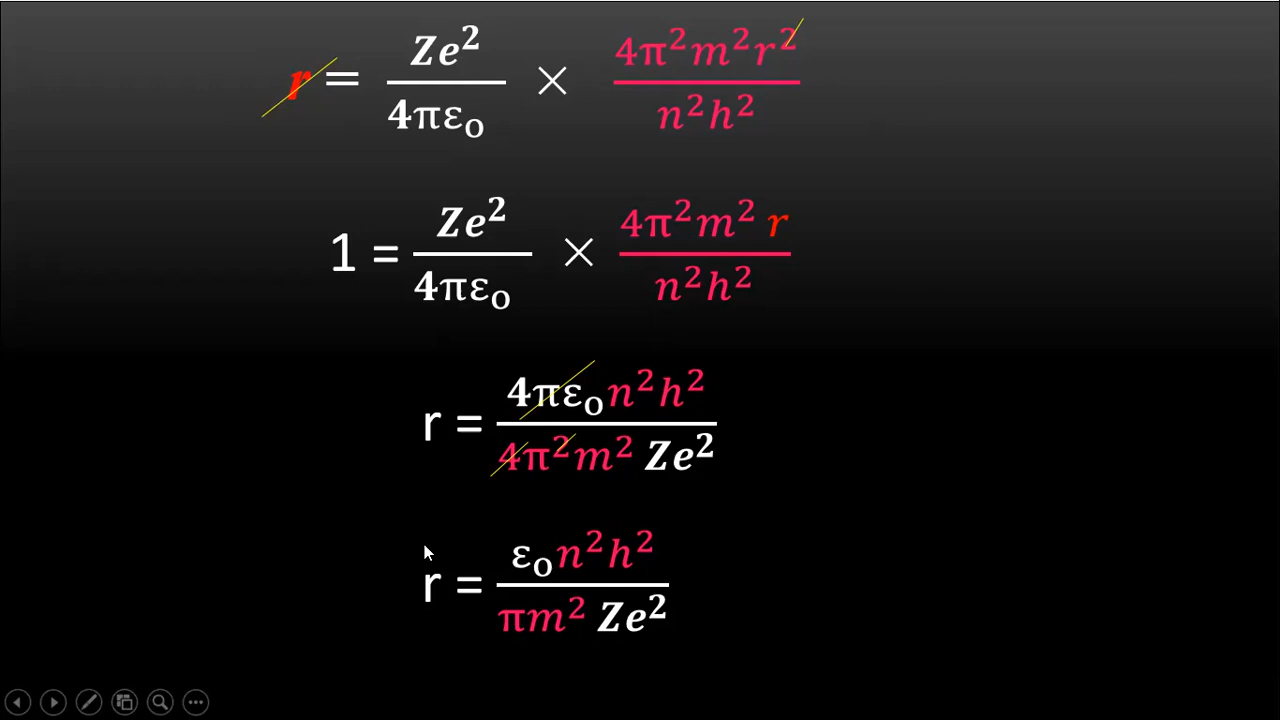 r = Ze²/4πε₀ × 4π²m²r²/n²h²
1 = Ze²/4πε₀ × 4π²m² r/n²h²
r = 4πε₀n²h²/4π²m² Ze²
r = ε₀n²h²/πm² Ze²